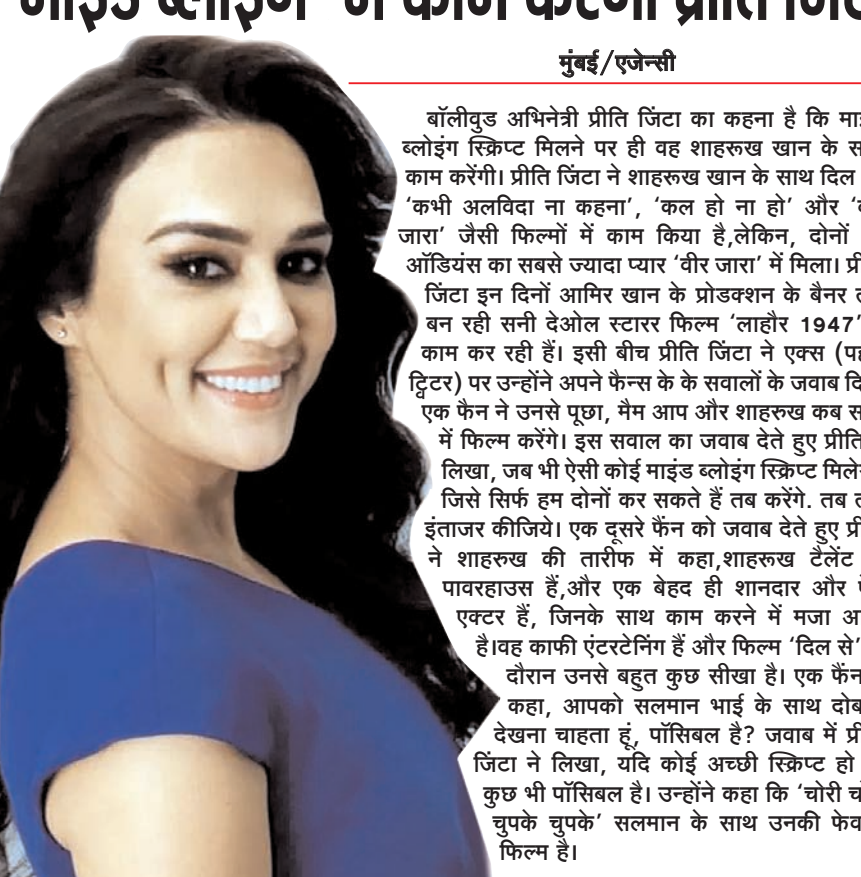 में काम प्रीति
मुंबई/एजेन्सी
बॉलीवुड अभिनेत्री प्रीति जिंटा का कहना है कि
ब्लोइंग स्क्रिप्ट मिलने पर ही वह शाहरूख खान के
काम करेंगी। प्रीति जिंटा ने शाहरूख खान के साथ दिल
‘कभी अलविदा ना कहना’, ‘कल हो ना हो’ और
जारा’ जैसी फिल्मों में काम किया है,लेकिन, दोनों
ऑडियंस का सबसे ज्यादा प्यार ‘वीर जारा’ में मिला।
जिंटा इन दिनों आमिर खान के प्रोडक्शन के बैनर
बन रही सनी देओल स्टारर फिल्म ‘लाहौर 1947’
काम कर रही हैं। इसी बीच प्रीति जिंटा ने एक्स
ट्विटर) पर उन्होंने अपने फैन्स के के सवालों के जवाब
एक फैन ने उनसे पूछा, मैम आप और शाहरुख कब
में फिल्म करेंगे। इस सवाल का जवाब देते हुए प्रीति
लिखा, जब भी ऐसी कोई माइंड ब्लोइंग स्क्रिप्ट
जिसे सिर्फ हम दोनों कर सकते हैं तब करेंगे. तब
इंताजर कीजिये। एक दूसरे फैंन को जवाब देते हुए
ने शाहरुख की तारीफ में कहा,शाहरूख टैलेंट
पावरहाउस हैं,और एक बेहद ही शानदार और
एक्टर हैं, जिनके साथ काम करने में मजा
है।वह काफी एंटरटेनिंग हैं और फिल्म ‘दिल से’
दौरान उनसे बहुत कुछ सीखा है। एक फैंन
कहा, आपको सलमान भाई के साथ
देखना चाहता हूं, पॉसिबल है? जवाब में
जिंटा ने लिखा, यदि कोई अच्छी स्क्रिप्ट हो
कुछ भी पॉसिबल है। उन्होंने कहा कि ‘चोरी
चुपके चुपके’ सलमान के साथ उनकी
फिल्म है।